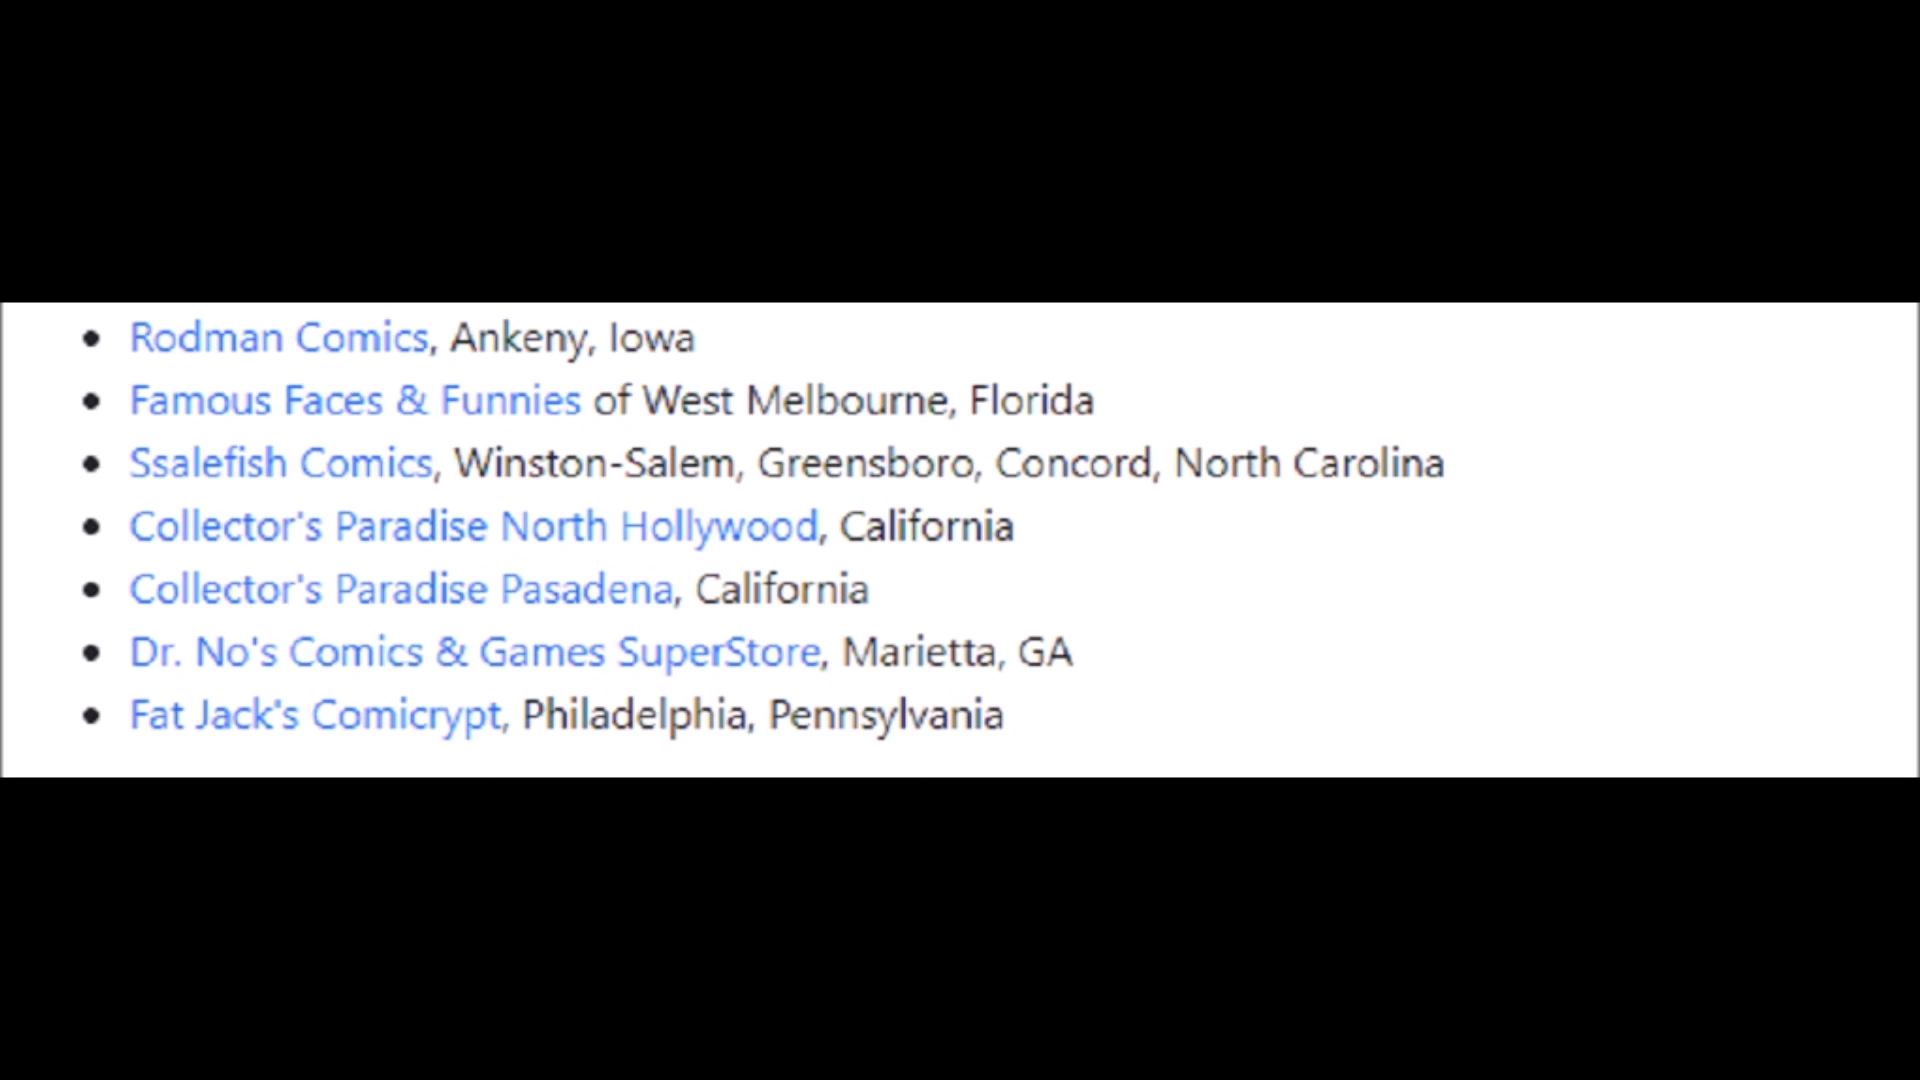 Rodman Comics, Ankeny, Iowa
Famous Faces & Funnies of West Melbourne, Florida
Ssalefish Comics, Winston-Salem, Greensboro, Concord, North Carolina
Collector's Paradise North Hollywood, California
Collector's Paradise Pasadena, California
Dr. No's Comics & Games SuperStore, Marietta, GA
Fat Jack's Comicrypt, Philadelphia, Pennsylvania